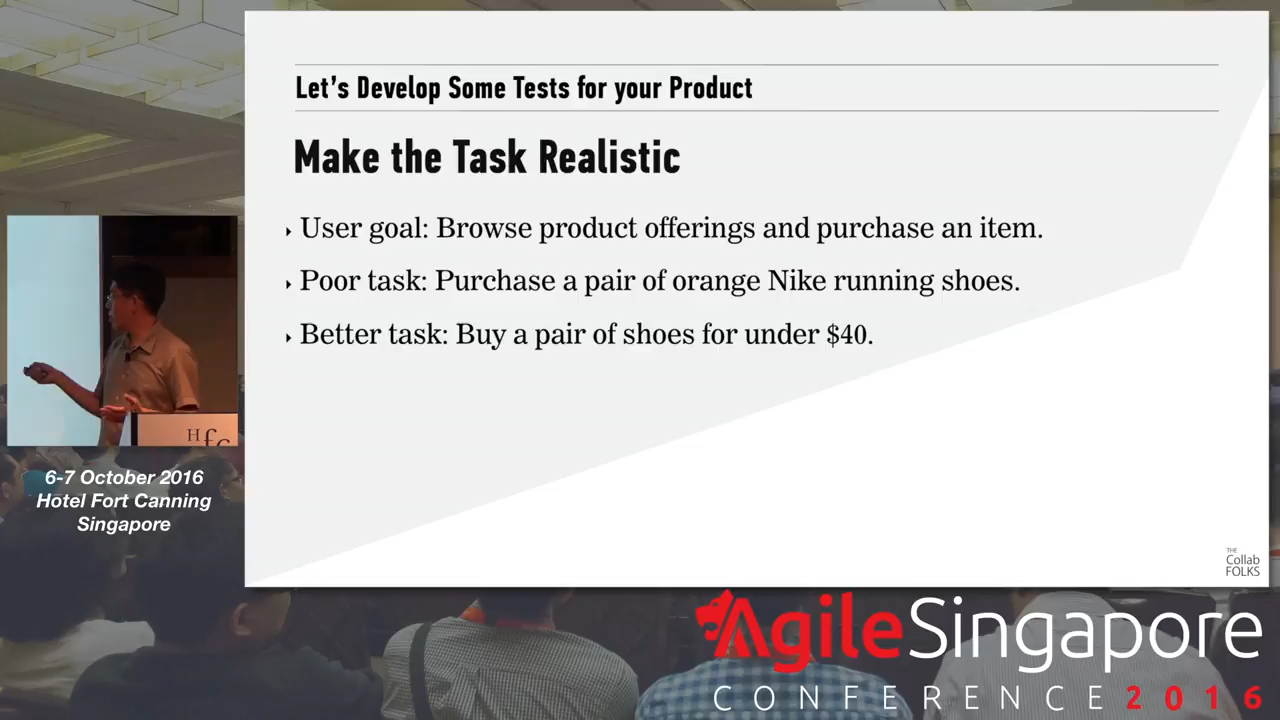 Let's Develop Some Tests for your Product
Make the Task Realistic
User goal: Browse product offerings and purchase an item.
Poor task: Purchase a pair of orange Nike running shoes.
Better task: Buy a pair of shoes for under $40.
Hfc
6-7 October 2016
Hotel Fort Canning
Singapore
THE
Collab
FOLKS
AgileSingapore
CONFERENCE 2016